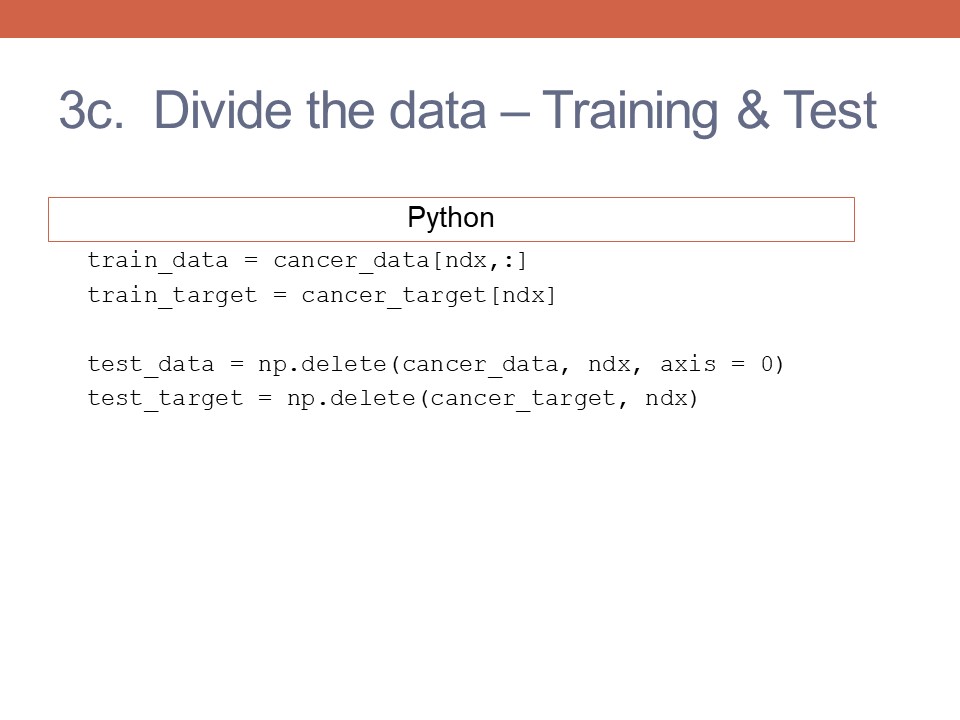 3c. Divide the data – Training & Test
Python
train_data = cancer_data[ndx,:]
train_target = cancer_target[ndx]
test_data = np.delete(cancer_data, ndx, axis = 0)
test_target = np.delete(cancer_target, ndx)